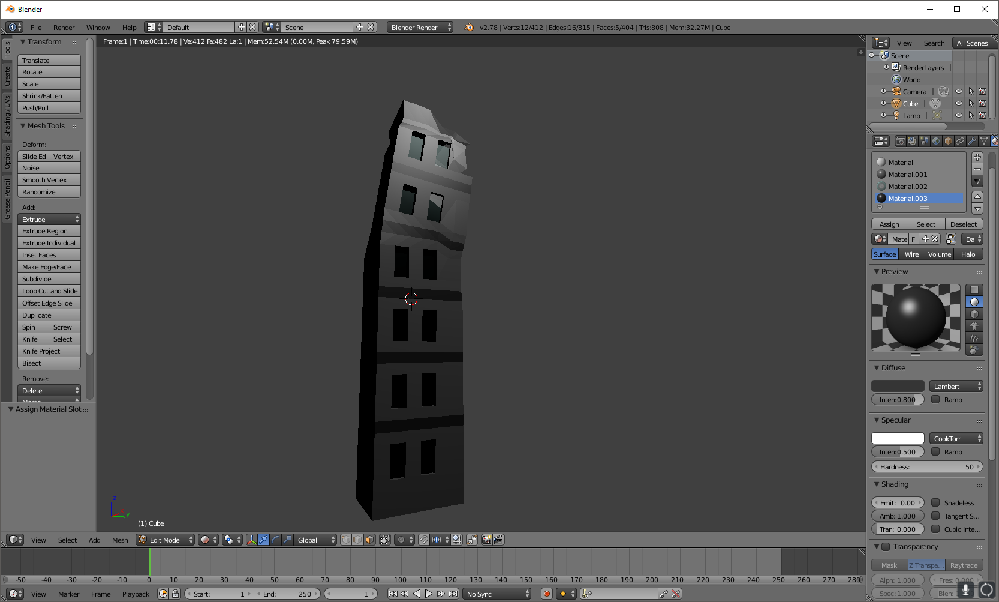 Blender
File Render Window Help Default Scene Blender Render v2.78 | Verts:12/412 | Edges:16/815 | Faces:5/404 | Tris:808 | Mem:32.27M | Cube
Frame:1 | Time:00:11.78 | Ve:412 Fa:482 La:1 | Mem:52.54M (0.00M, Peak 79.59M)
Tools
Create
Shading / UVs
Options
Grease Pencil
Transform
Translate
Rotate
Scale
Shrink/Fatten
Push/Pull
Mesh Tools
Deform:
Slide Ed Vertex
Noise
Smooth Vertex
Randomize
Add:
Extrude
Extrude Region
Extrude Individual
Inset Faces
Make Edge/Face
Subdivide
Loop Cut and Slide
Offset Edge Slide
Duplicate
Spin Screw
Knife Select
Knife Project
Bisect
Remove:
Delete
Merge
Assign Material Slot
z
x
y
(1) Cube
View Select Add Mesh Edit Mode Global
-50 -40 -30 -20 -10 0 10 20 30 40 50 60 70 80 90 100 110 120 130 140 150 160 170 180 190 200 210 220 230 240 250 260 270 280
View Marker Frame Playback Start: 1 End: 250 1 No Sync
View Search All Scenes
Scene
RenderLayers
World
Camera
Cube
Lamp
Material
Material.001
Material.002
Material.003
Assign Select Deselect
Mate F Da
Surface Wire Volume Halo
Preview
Diffuse
Lambert
Inten:0.800 Ramp
Specular
CookTorr
Inten:0.500 Ramp
Hardness: 50
Shading
Emit: 0.00 Shadeless
Amb: 1.000 Tangent S...
Tran: 0.000 Cubic Inte...
Transparency
Mask Z Transpa... Raytrace
Alph: 1.000 Fres: 0.000
Spec: 1.000 Blen: